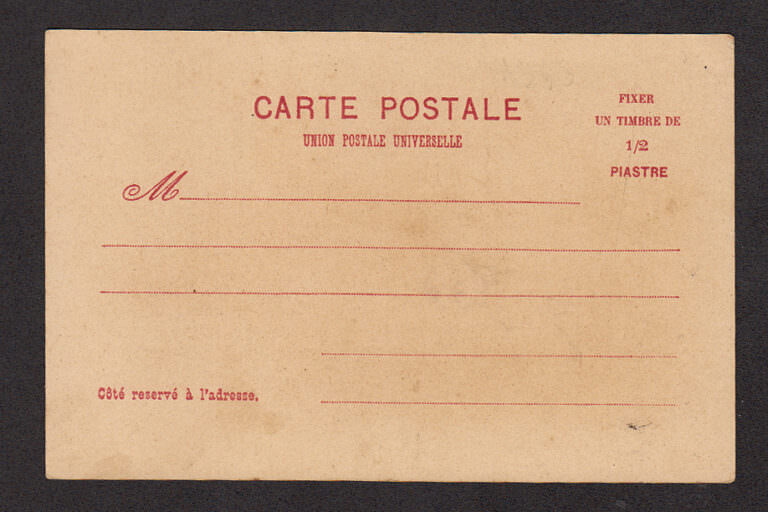 CARTE POSTALE
UNION POSTALE UNIVERSELLE
FIXER
UN TIMBRE DE
1/2
PIASTRE
M
Côté reservé à l'adresse.